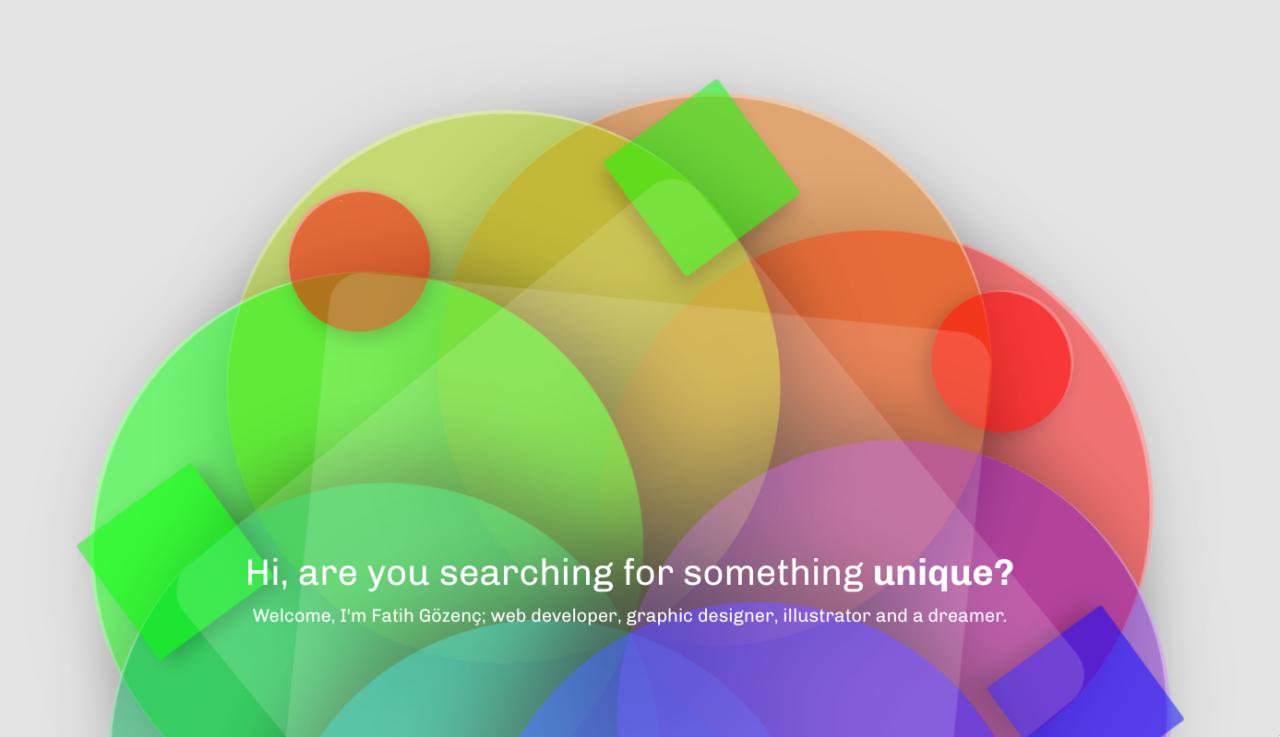 Hi, are you searching for something unique?
Welcome, I'm Fatih Gözenç; web developer, graphic designer, illustrator and a dreamer.